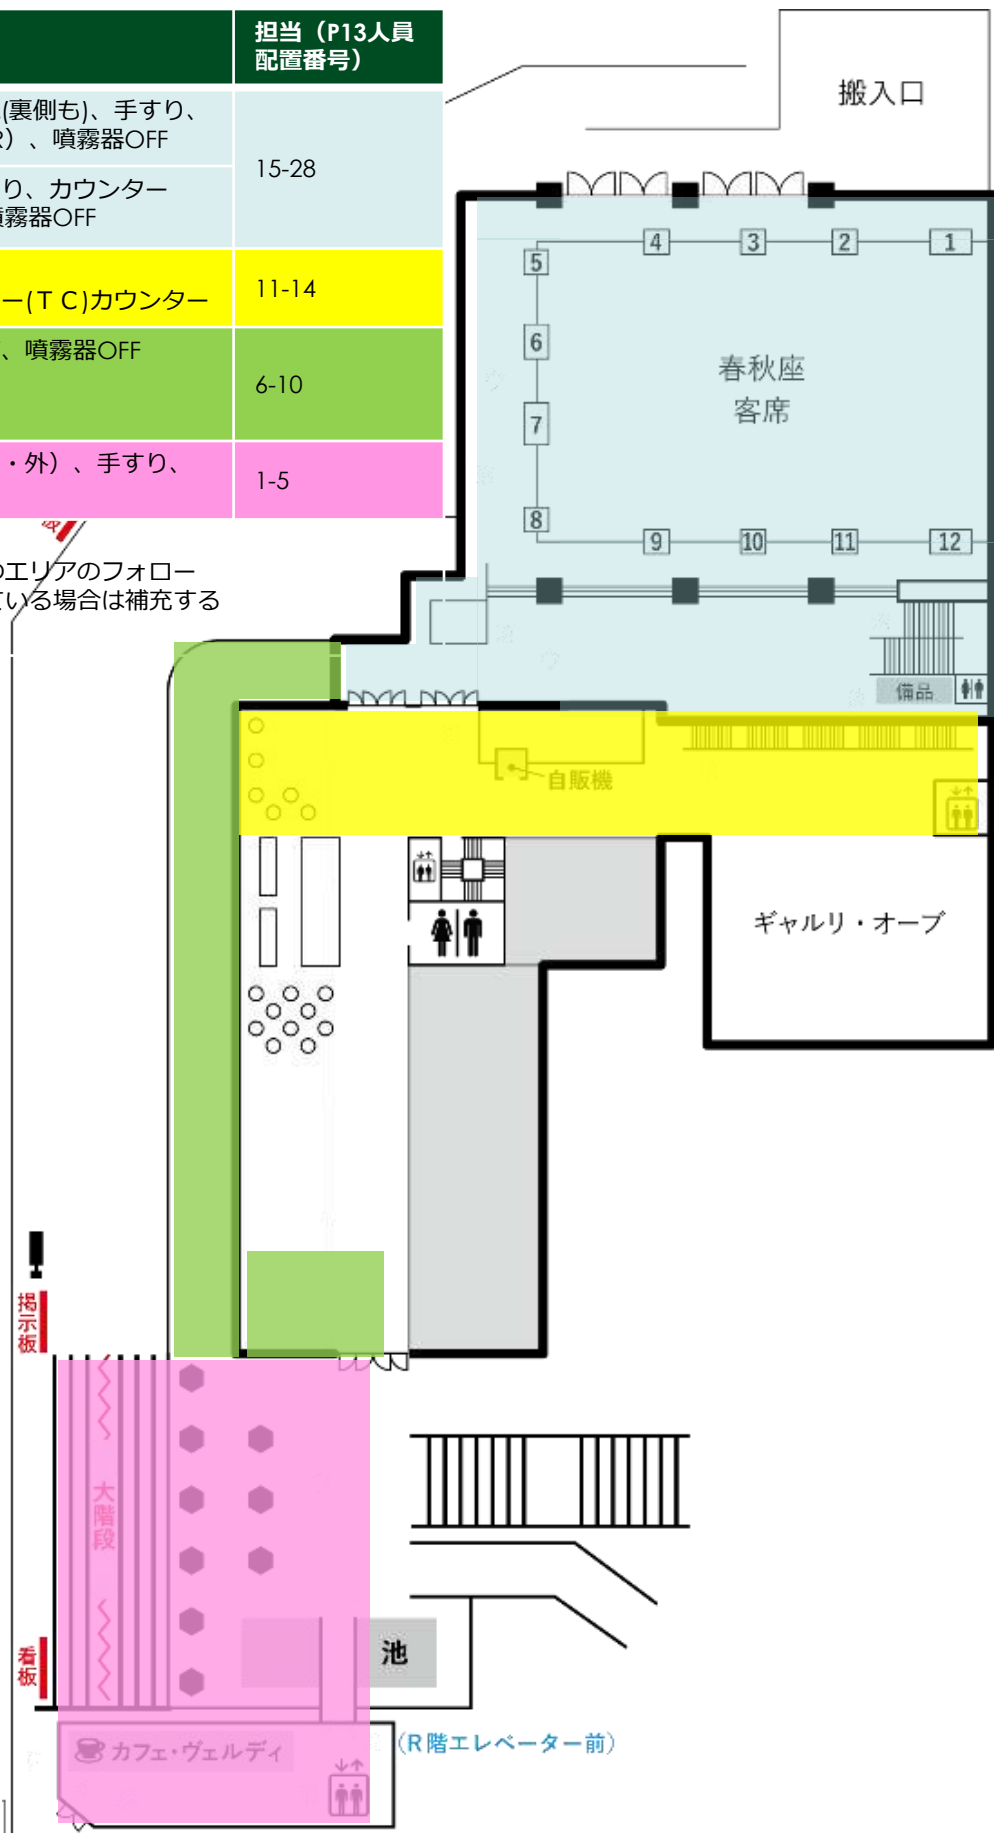 担当（P13人員
配置番号）
(裏側も)、手すり、
）、噴霧器OFF
15-28
り、カウンター
噴霧器OFF
ー(ＴＣ)カウンター
11-14
、噴霧器OFF
6-10
・外）、手すり、
1-5
のエリアのフォロー
ている場合は補充する
搬入口
4
3
2
1
5
6
7
8
春秋座
客席
9
10
11
12
備品
自販機
ギャルリ・オーブ
掲示板
大階段
看板
池
カフェ・ヴェルディ
（R階エレベーター前）